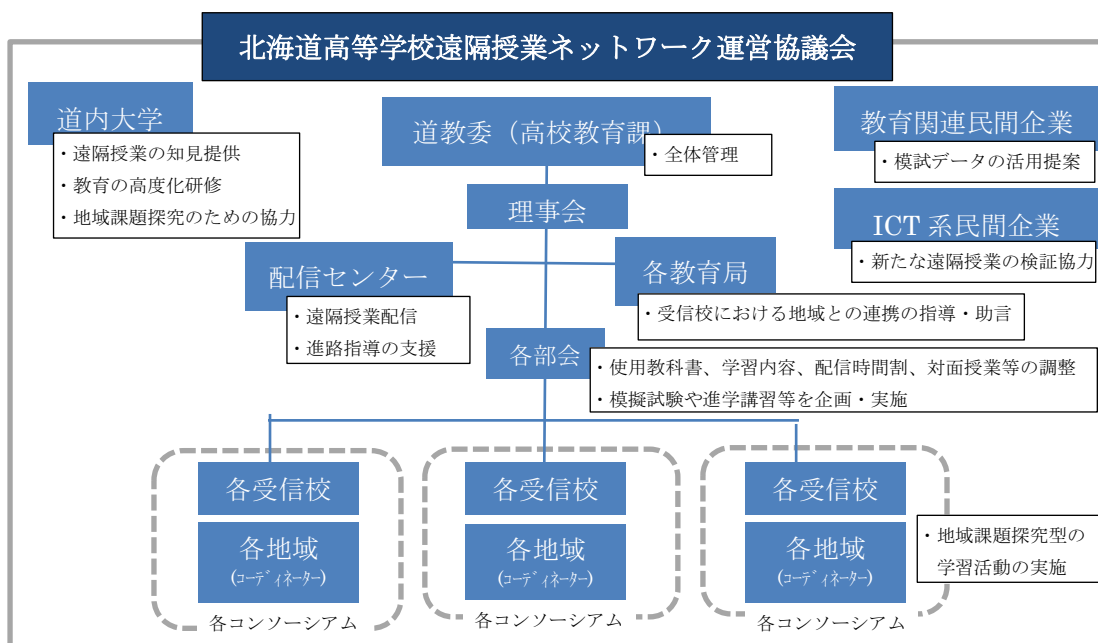 北海道高等学校遠隔授業ネットワーク運営協議会
道内大学
・遠隔授業の知見提供
・教育の高度化研修
・地域課題探究のための協力
道教委(高校教育課)
・全体管理
教育関連民間企業
・模試データの活用提案
理事会
ICT 系民間企業
・新たな遠隔授業の検証協力
配信センター
・遠隔授業配信
・進路指導の支援
各教育局
・受信校における地域との連携の指導・助言
各部会
・使用教科書、学習内容、配信時間割、対面授業等の調整
・模擬試験や進学講習等を企画・実施
各受信校
各地域
(コーディネーター)
各コンソーシアム
各受信校
各地域
(コーディネーター)
各コンソーシアム
各受信校
各地域
(コーディネーター)
各コンソーシアム
・地域課題探究型の
学習活動の実施